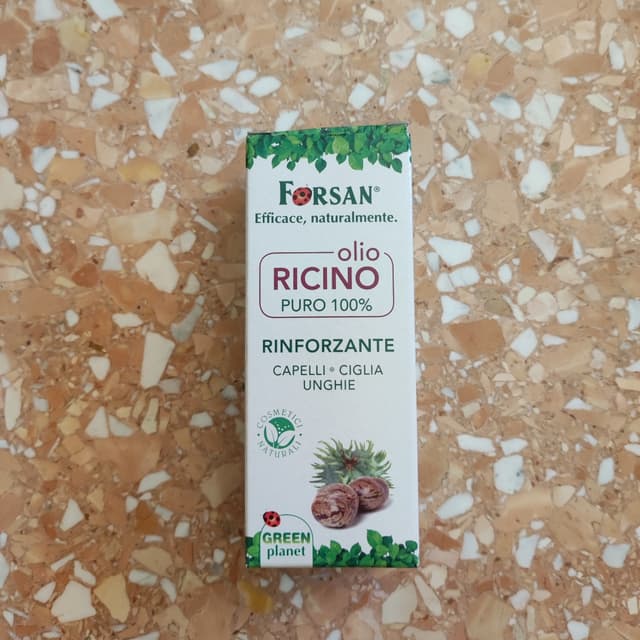 FORSAN®
Efficace, naturalmente.
olio
RICINO
PURO 100%
RINFORZANTE
CAPELLI • CIGLIA
UNGHIE
COSMETICI
NATURALI
GREEN
planet